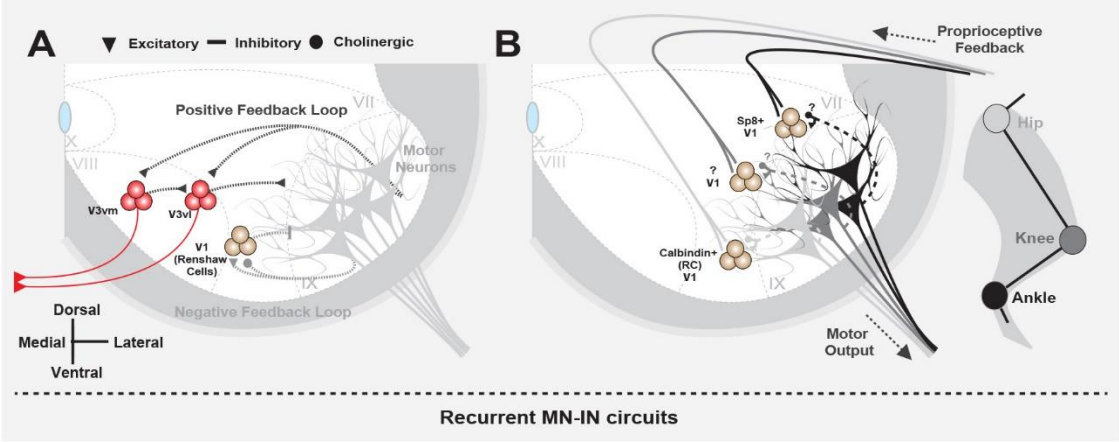 A
Excitatory
Inhibitory
Cholinergic
Positive Feedback Loop
VII
Motor
Neurons
X
VIII
V3vm
V3vl
V1
(Renshaw
Cells)
IX
Negative Feedback Loop
Dorsal
Medial
Lateral
Ventral
B
Proprioceptive
Feedback
VII
?
Sp8+
V1
X
VIII
?
?
V1
Calbindin+
(RC)
V1
IX
Motor
Output
Hip
Knee
Ankle
Recurrent MN-IN circuits